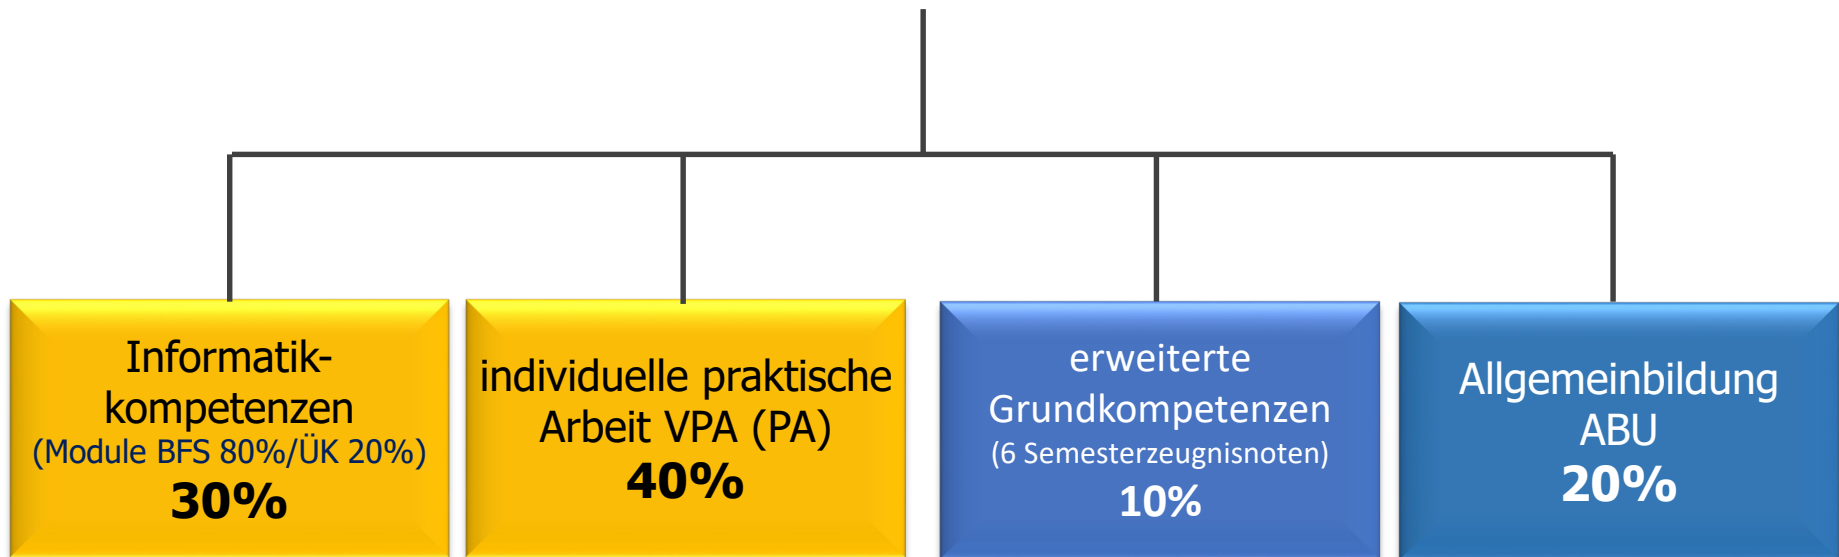 Informatik-
kompetenzen
(Module BFS 80%/ÜK 20%)
30%
individuelle praktische
Arbeit VPA (PA)
40%
erweiterte
Grundkompetenzen
(6 Semesterzeugnisnoten)
10%
Allgemeinbildung
ABU
20%